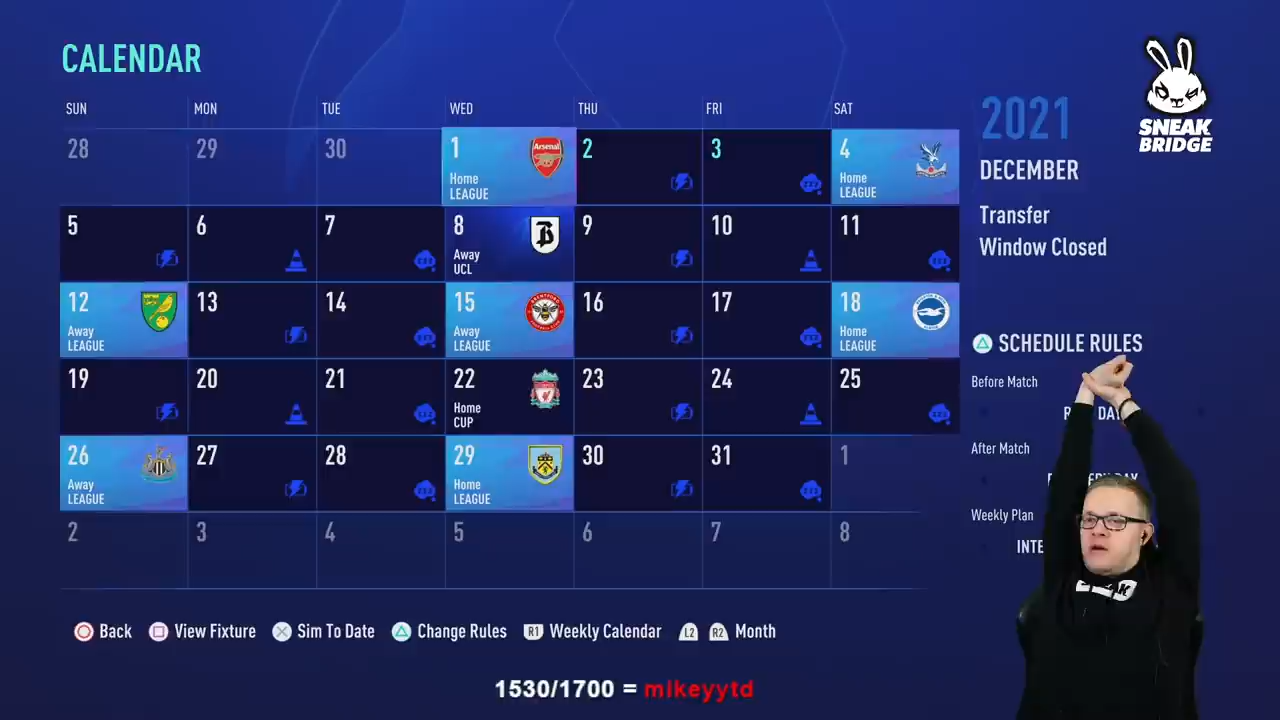 CALENDAR
SUN MON TUE WED THU FRI SAT
28 29 30 1 2 3 4
Arsenal
Home
LEAGUE
Home
LEAGUE
5 6 7 8 9 10 11
B
Away
UCL
12 13 14 15 16 17 18
BRENTFORD
Away
LEAGUE
Away
LEAGUE
Home
LEAGUE
19 20 21 22 23 24 25
Home
CUP
26 27 28 29 30 31 1
Away
LEAGUE
Home
LEAGUE
2 3 4 5 6 7 8
SNEAK
BRIDGE
2021
DECEMBER
Transfer
Window Closed
SCHEDULE RULES
Before Match
After Match
Weekly Plan
Back View Fixture Sim To Date Change Rules R1 Weekly Calendar L2 R2 Month
1530/1700 = mikeyytd